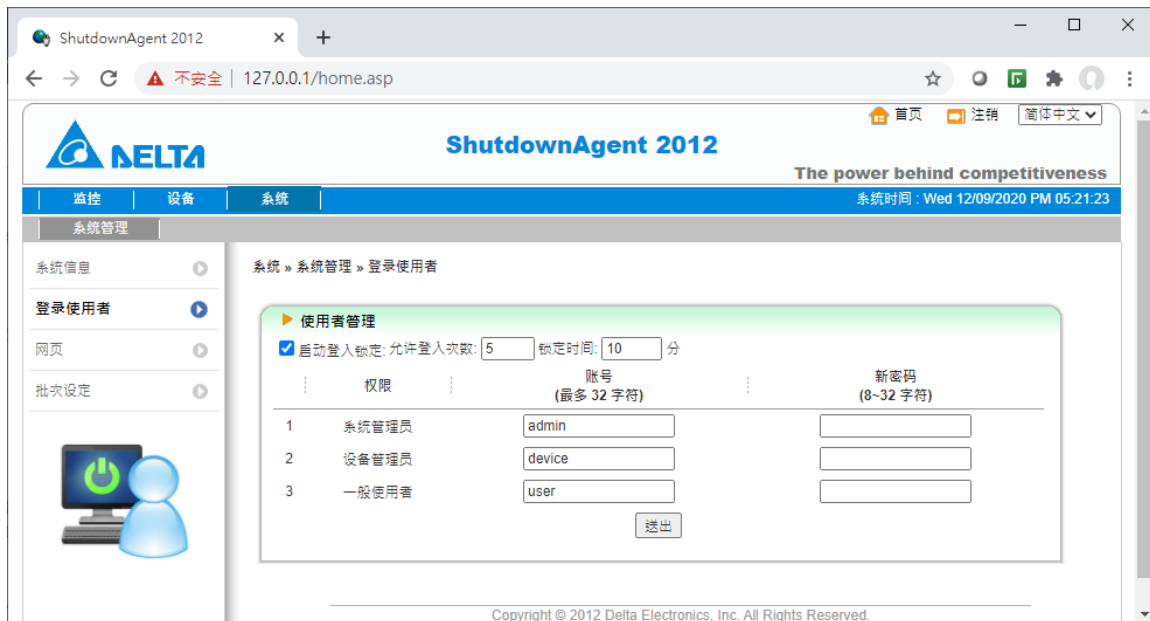 ShutdownAgent 2012
不安全 | 127.0.0.1/home.asp
首页 注销 简体中文
DELTA
ShutdownAgent 2012
The power behind competitiveness
监控 设备 系统 系统时间 : Wed 12/09/2020 PM 05:21:23
系统管理
系统信息
登录使用者
网页
批次设定
系统 » 系统管理 » 登录使用者
使用者管理
启动登入锁定: 允许登入次数: 5 锁定时间: 10 分
权限 账号 新密码
(最多 32 字符) (8~32 字符)
1 系统管理员 admin
2 设备管理员 device
3 一般使用者 user
送出
Copyright © 2012 Delta Electronics, Inc. All Rights Reserved.